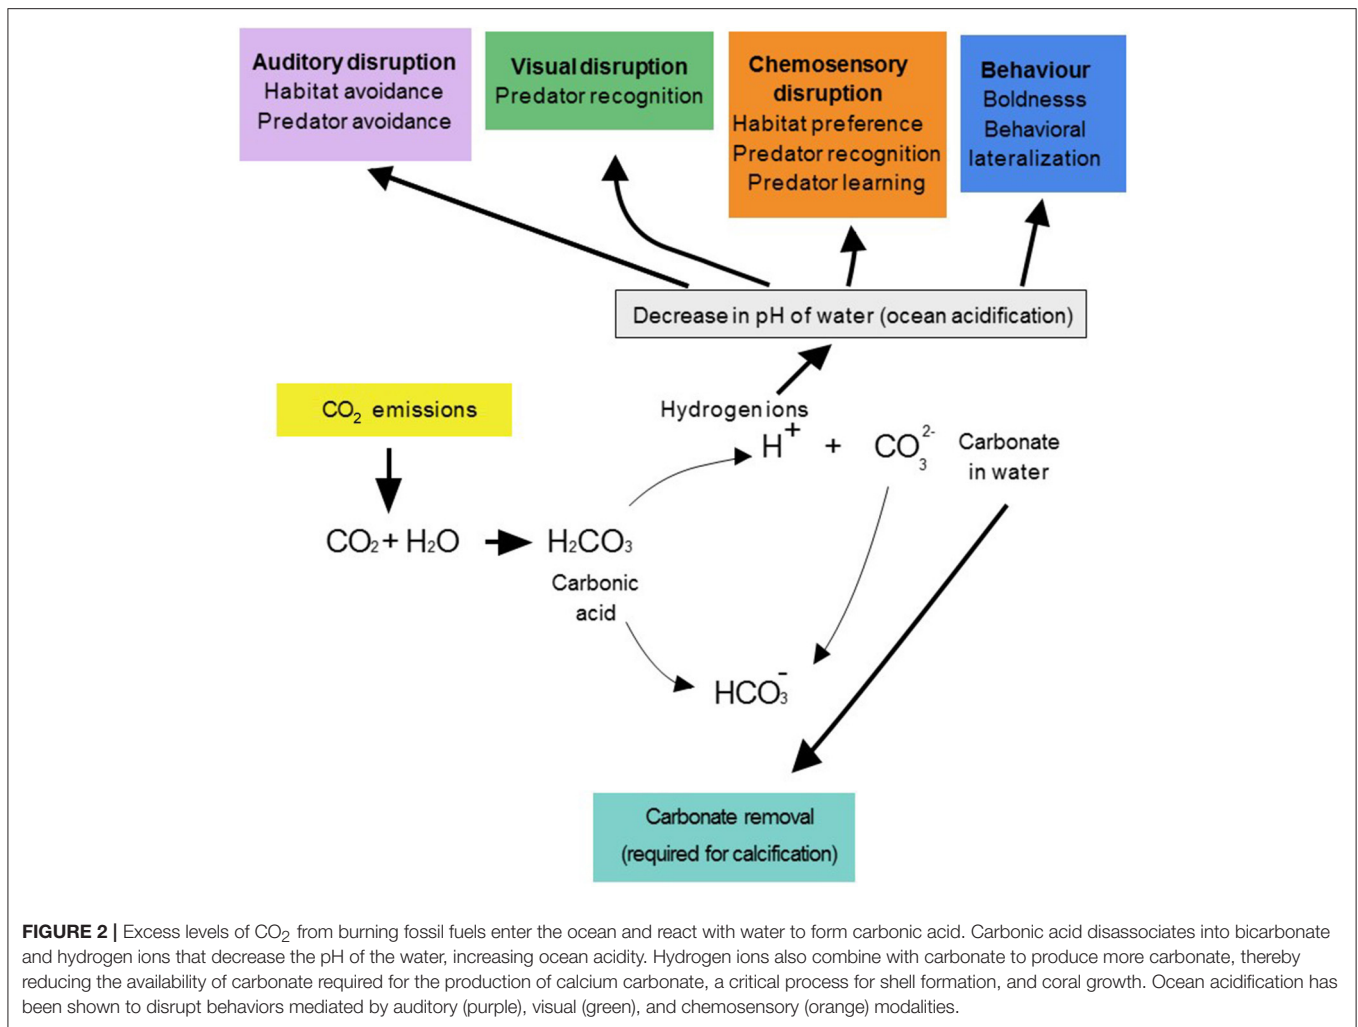 Auditory disruption
Habitat avoidance
Predator avoidance
Visual disruption
Predator recognition
Chemosensory
disruption
Habitat preference
Predator recognition
Predator learning
Behaviour
Boldnesss
Behavioral
lateralization
Decrease in pH of water (ocean acidification)
CO₂ emissions
Hydrogen ions
H⁺ + CO₃²⁻
Carbonate
in water
CO₂ + H₂O
H₂CO₃
Carbonic
acid
HCO₃⁻
Carbonate removal
(required for calcification)
FIGURE 2 | Excess levels of CO₂ from burning fossil fuels enter the ocean and react with water to form carbonic acid. Carbonic acid disassociates into bicarbonate
and hydrogen ions that decrease the pH of the water, increasing ocean acidity. Hydrogen ions also combine with carbonate to produce more carbonate, thereby
reducing the availability of carbonate required for the production of calcium carbonate, a critical process for shell formation, and coral growth. Ocean acidification has
been shown to disrupt behaviors mediated by auditory (purple), visual (green), and chemosensory (orange) modalities.